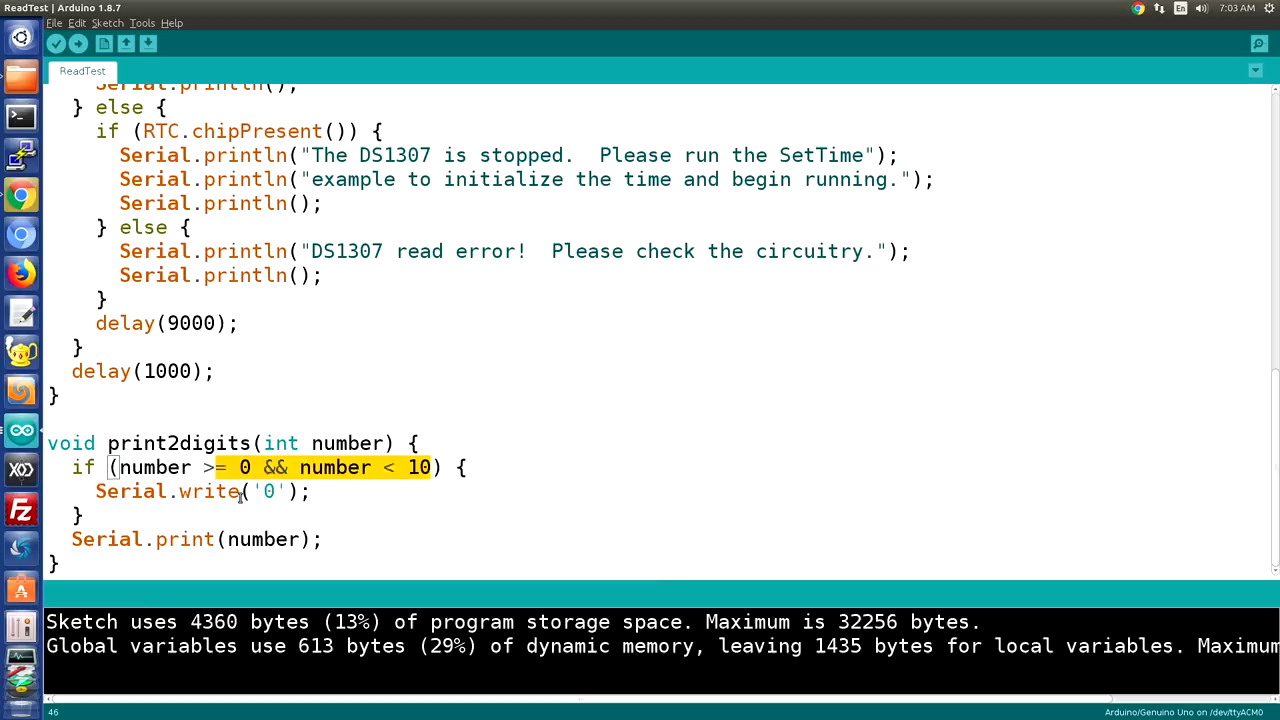 ReadTest | Arduino 1.8.7
En
7:03 AM
File Edit Sketch Tools Help
ReadTest
Serial.println();
} else {
if (RTC.chipPresent()) {
Serial.println("The DS1307 is stopped.  Please run the SetTime");
Serial.println("example to initialize the time and begin running.");
Serial.println();
} else {
Serial.println("DS1307 read error!  Please check the circuitry.");
Serial.println();
}
delay(9000);
}
delay(1000);
}
void print2digits(int number) {
if (number >= 0 && number < 10) {
Serial.write('0');
}
Serial.print(number);
}
Sketch uses 4360 bytes (13%) of program storage space. Maximum is 32256 bytes.
Global variables use 613 bytes (29%) of dynamic memory, leaving 1435 bytes for local variables. Maximum
46
Arduino/Genuino Uno on /dev/ttyACM0